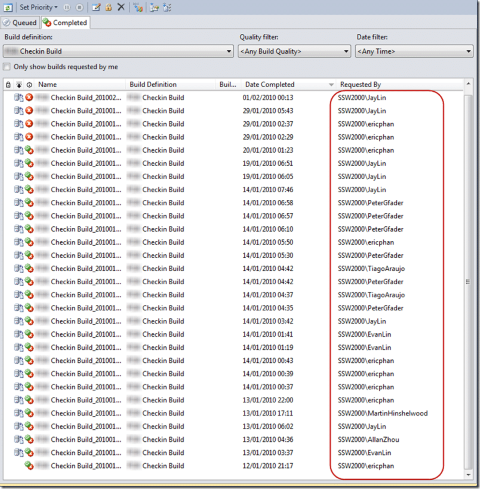 Set Priority
Queued Completed
Build definition: Quality filter: Date filter:
Checkin Build <Any Build Quality> <Any Time>
Only show builds requested by me
Name Build Definition Buil... Date Completed Requested By
Checkin Build_201002... Checkin Build 01/02/2010 00:13 SSW2000\JayLin
Checkin Build_201001... Checkin Build 29/01/2010 05:43 SSW2000\JayLin
Checkin Build_201001... Checkin Build 29/01/2010 02:37 SSW2000\ericphan
Checkin Build_201001... Checkin Build 29/01/2010 02:29 SSW2000\ericphan
Checkin Build_201001... Checkin Build 20/01/2010 01:23 SSW2000\ericphan
Checkin Build_201001... Checkin Build 19/01/2010 06:51 SSW2000\JayLin
Checkin Build_201001... Checkin Build 19/01/2010 06:05 SSW2000\JayLin
Checkin Build_201001... Checkin Build 14/01/2010 07:46 SSW2000\JayLin
Checkin Build_201001... Checkin Build 14/01/2010 06:58 SSW2000\PeterGfader
Checkin Build_201001... Checkin Build 14/01/2010 06:57 SSW2000\PeterGfader
Checkin Build_201001... Checkin Build 14/01/2010 06:10 SSW2000\PeterGfader
Checkin Build_201001... Checkin Build 14/01/2010 05:50 SSW2000\ericphan
Checkin Build_201001... Checkin Build 14/01/2010 05:30 SSW2000\PeterGfader
Checkin Build_201001... Checkin Build 14/01/2010 04:42 SSW2000\TiagoAraujo
Checkin Build_201001... Checkin Build 14/01/2010 04:42 SSW2000\PeterGfader
Checkin Build_201001... Checkin Build 14/01/2010 04:37 SSW2000\TiagoAraujo
Checkin Build_201001... Checkin Build 14/01/2010 04:35 SSW2000\PeterGfader
Checkin Build_201001... Checkin Build 14/01/2010 03:42 SSW2000\JayLin
Checkin Build_201001... Checkin Build 14/01/2010 01:41 SSW2000\EvanLin
Checkin Build_201001... Checkin Build 14/01/2010 01:19 SSW2000\EvanLin
Checkin Build_201001... Checkin Build 14/01/2010 00:43 SSW2000\ericphan
Checkin Build_201001... Checkin Build 14/01/2010 00:39 SSW2000\ericphan
Checkin Build_201001... Checkin Build 14/01/2010 00:37 SSW2000\ericphan
Checkin Build_201001... Checkin Build 13/01/2010 22:00 SSW2000\ericphan
Checkin Build_201001... Checkin Build 13/01/2010 17:11 SSW2000\MartinHinshelwood
Checkin Build_201001... Checkin Build 13/01/2010 06:02 SSW2000\JayLin
Checkin Build_201001... Checkin Build 13/01/2010 04:36 SSW2000\AllanZhou
Checkin Build_201001... Checkin Build 13/01/2010 03:37 SSW2000\EvanLin
Checkin Build_201001... Checkin Build 12/01/2010 21:17 SSW2000\ericphan